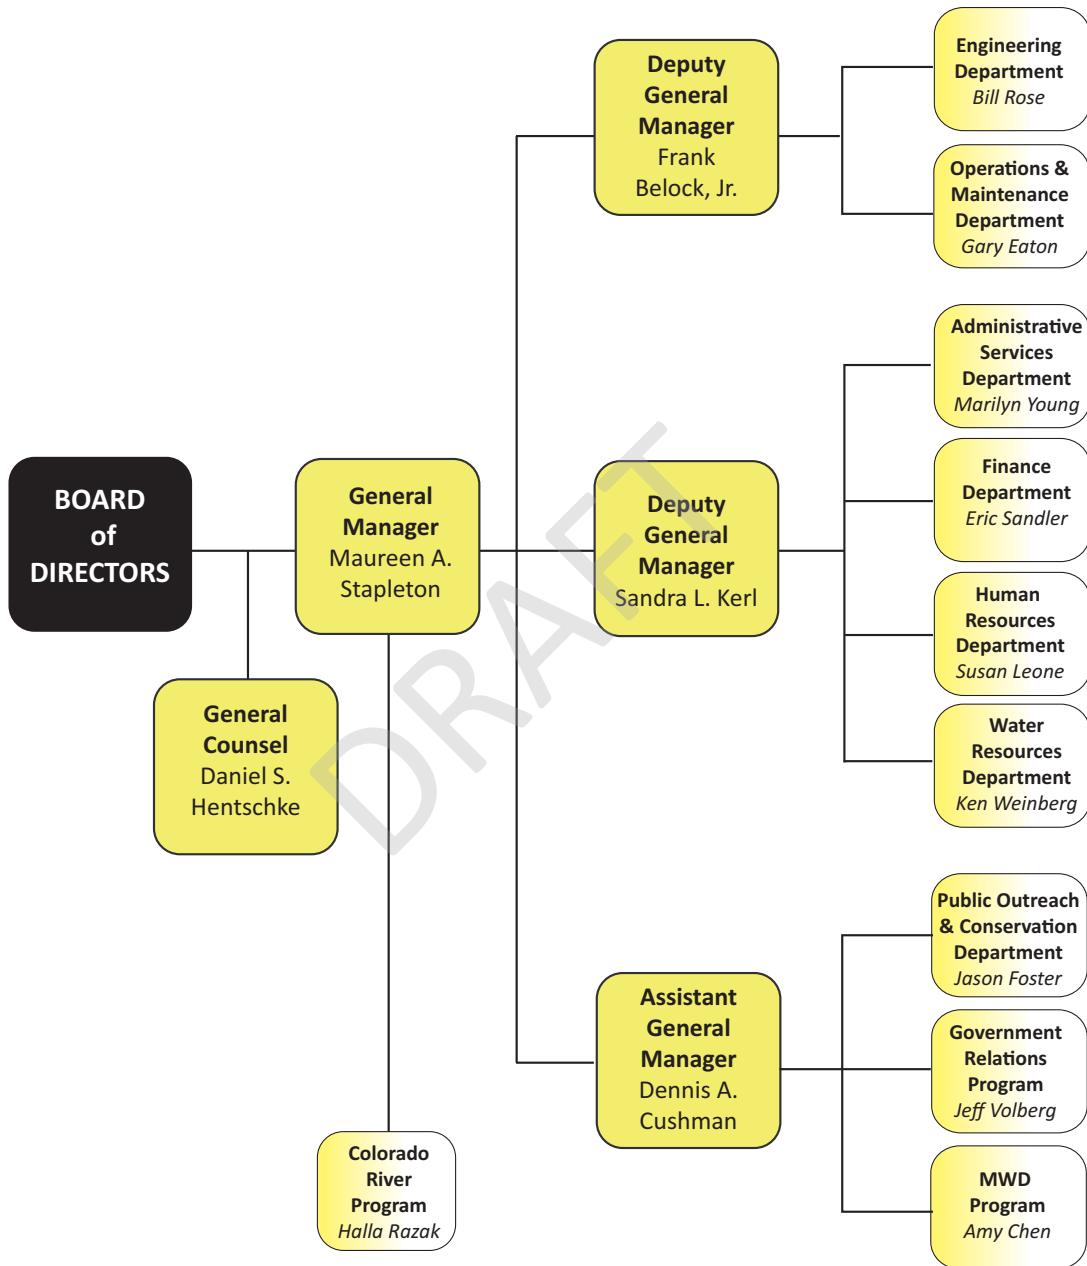 BOARD
of
DIRECTORS
General
Manager
Maureen A.
Stapleton
General
Counsel
Daniel S.
Hentschke
Colorado
River
Program
Halla Razak
Deputy
General
Manager
Frank
Belock, Jr.
Engineering
Department
Bill Rose
Operations &
Maintenance
Department
Gary Eaton
Deputy
General
Manager
Sandra L. Kerl
Administrative
Services
Department
Marilyn Young
Finance
Department
Eric Sandler
Human
Resources
Department
Susan Leone
Water
Resources
Department
Ken Weinberg
Assistant
General
Manager
Dennis A.
Cushman
Public Outreach
& Conservation
Department
Jason Foster
Government
Relations
Program
Jeff Volberg
MWD
Program
Amy Chen
DRAFT